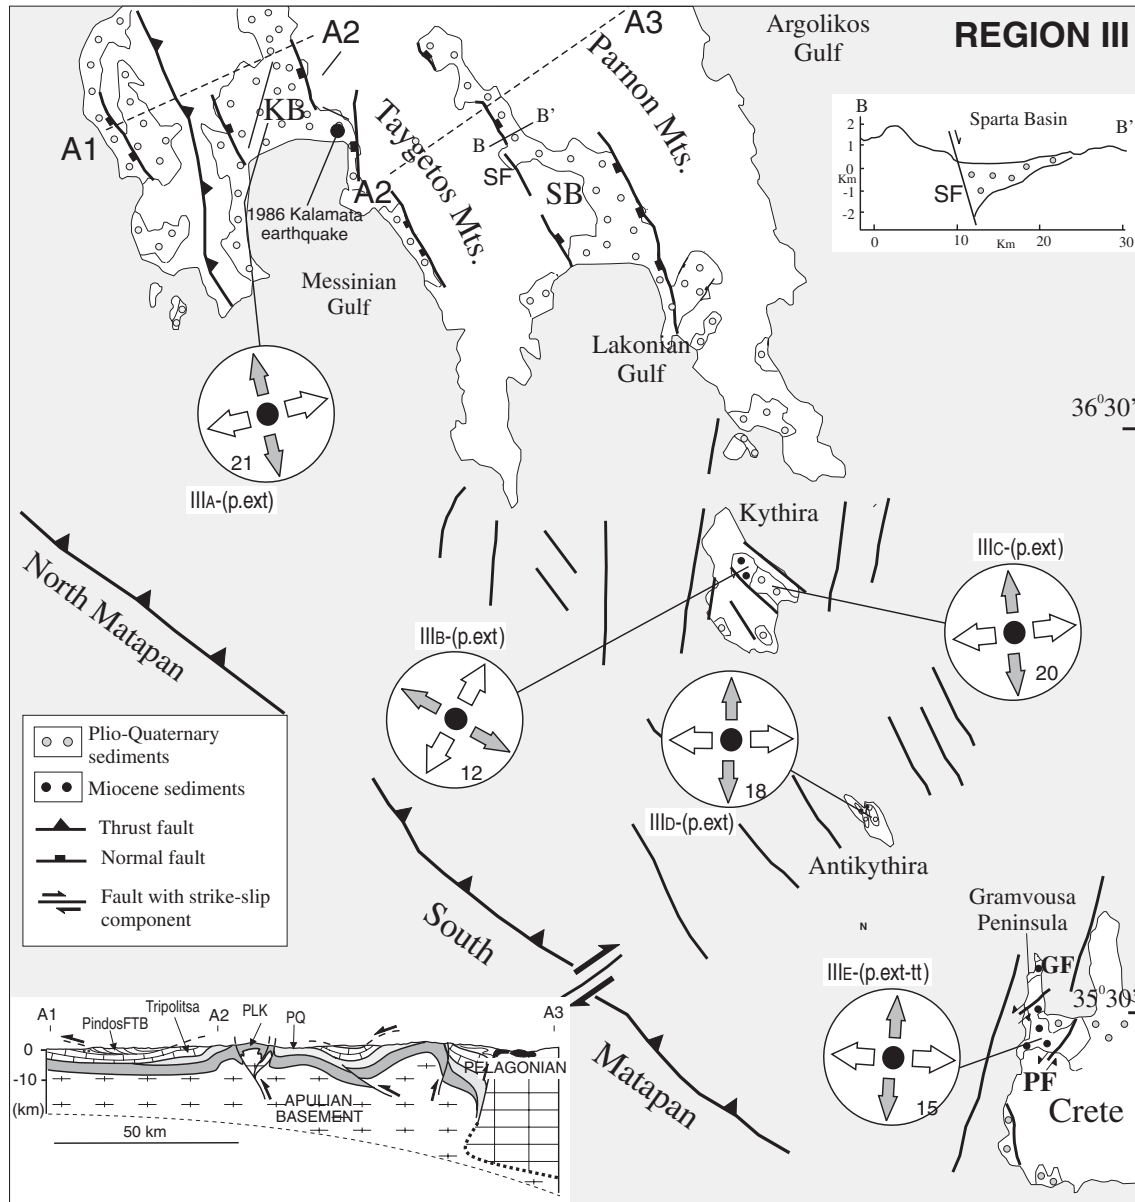 REGION III
Argolikos
Gulf
A2
A3
A1
KB
A2
Taygetos Mts.
Parnon Mts.
B'
B
SF
SB
1986 Kalamata
earthquake
Messinian
Gulf
Lakonian
Gulf
B
B'
Sparta Basin
2
1
0
Km
-1
-2
SF
0
10
Km
20
30
36°30'
21
IIIA-(p.ext)
North Matapan
Kythira
IIIC-(p.ext)
20
IIIB-(p.ext)
12
18
IIID-(p.ext)
Antikythira
Plio-Quaternary
sediments
Miocene sediments
Thrust fault
Normal fault
Fault with strike-slip
component
South
Matapan
N
Gramvousa
Peninsula
GF
35°30'
IIIE-(p.ext-tt)
15
PF
Crete
A1
A2
A3
PindosFTB
Tripolitsa
PLK
PQ
0
-10
(km)
PELAGONIAN
APULIAN
BASEMENT
50 km